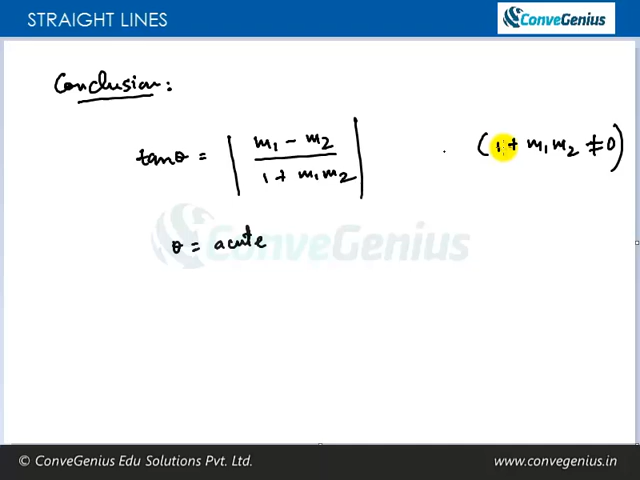 STRAIGHT LINES
ConveGenius
Conclusion:
tanθ = | (m₁ - m₂) / (1 + m₁m₂) | (1 + m₁m₂ ≠ 0)
θ = acute
ConveGenius
© ConveGenius Edu Solutions Pvt. Ltd. www.convegenius.in